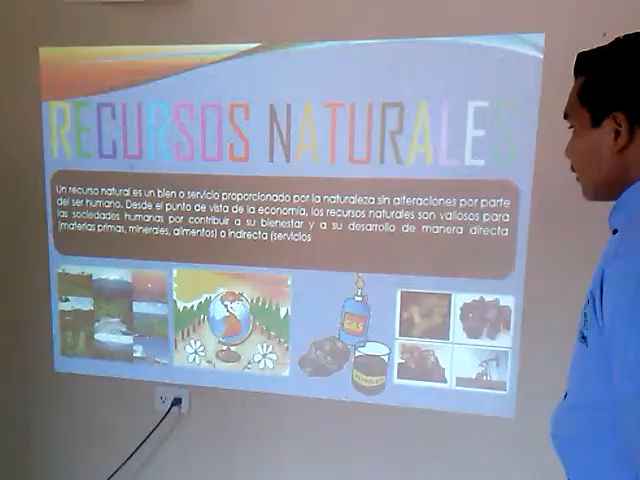 RECURSOS NATURALES
Un recurso natural es un bien o servicio proporcionado por la naturaleza sin alteraciones por parte
del ser humano. Desde el punto de vista de la economía, los recursos naturales son valiosos para
las sociedades humanas por contribuir a su bienestar y a su desarrollo de manera directa
(materias primas, minerales, alimentos) o indirecta (servicios
GAS